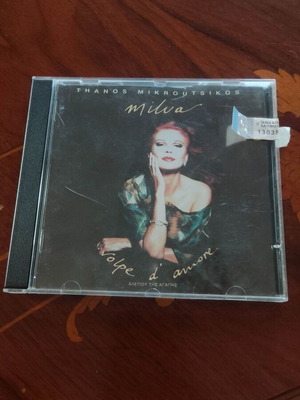 THANOS MIKROUTSIKOS
milva
Volpe d' amore
ΑΛΕΠΟΥ ΤΗΣ ΑΓΑΠΗΣ